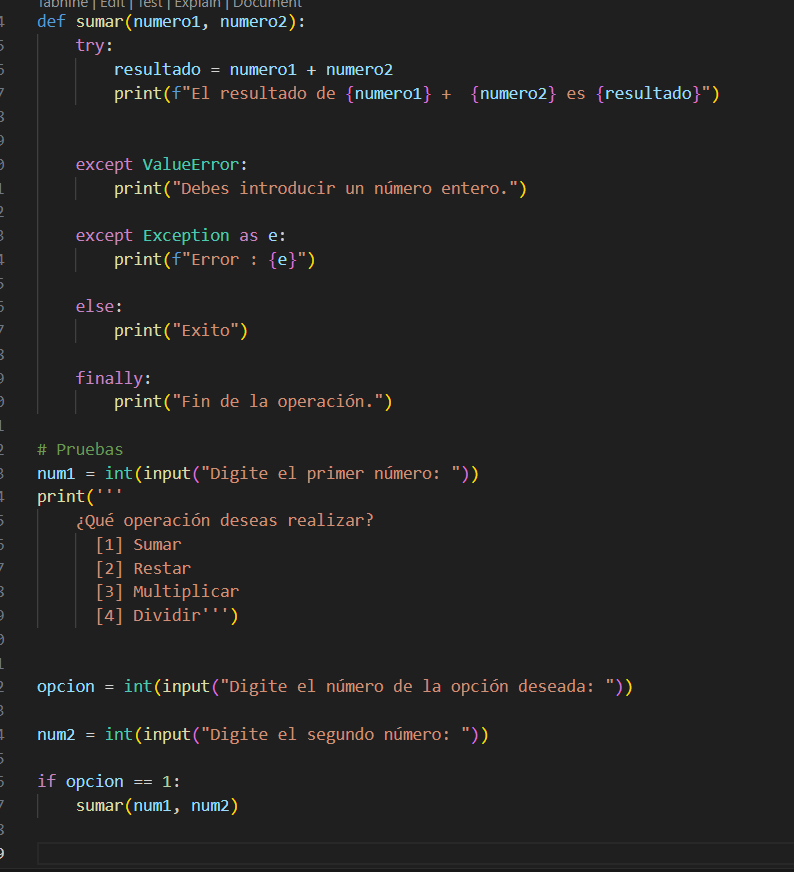 Tabnine | Edit | Test | Explain | Document
def sumar(numero1, numero2):
    try:
        resultado = numero1 + numero2
        print(f"El resultado de {numero1} +  {numero2} es {resultado}")
    except ValueError:
        print("Debes introducir un número entero.")
    except Exception as e:
        print(f"Error : {e}")
    else:
        print("Exito")
    finally:
        print("Fin de la operación.")
# Pruebas
num1 = int(input("Digite el primer número: "))
print('''
    ¿Qué operación deseas realizar?
      [1] Sumar
      [2] Restar
      [3] Multiplicar
      [4] Dividir''')
opcion = int(input("Digite el número de la opción deseada: "))
num2 = int(input("Digite el segundo número: "))
if opcion == 1:
    sumar(num1, num2)